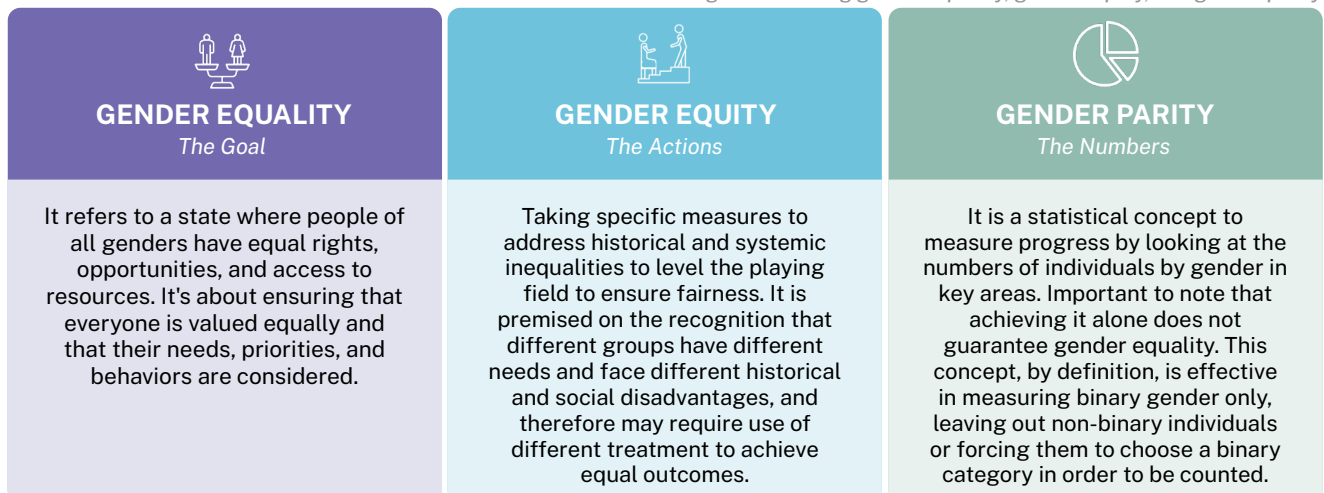 GENDER EQUALITY
The Goal
It refers to a state where people of
all genders have equal rights,
opportunities, and access to
resources. It's about ensuring that
everyone is valued equally and
that their needs, priorities, and
behaviors are considered.
GENDER EQUITY
The Actions
Taking specific measures to
address historical and systemic
inequalities to level the playing
field to ensure fairness. It is
premised on the recognition that
different groups have different
needs and face different historical
and social disadvantages, and
therefore may require use of
different treatment to achieve
equal outcomes.
GENDER PARITY
The Numbers
It is a statistical concept to
measure progress by looking at the
numbers of individuals by gender in
key areas. Important to note that
achieving it alone does not
guarantee gender equality. This
concept, by definition, is effective
in measuring binary gender only,
leaving out non-binary individuals
or forcing them to choose a binary
category in order to be counted.